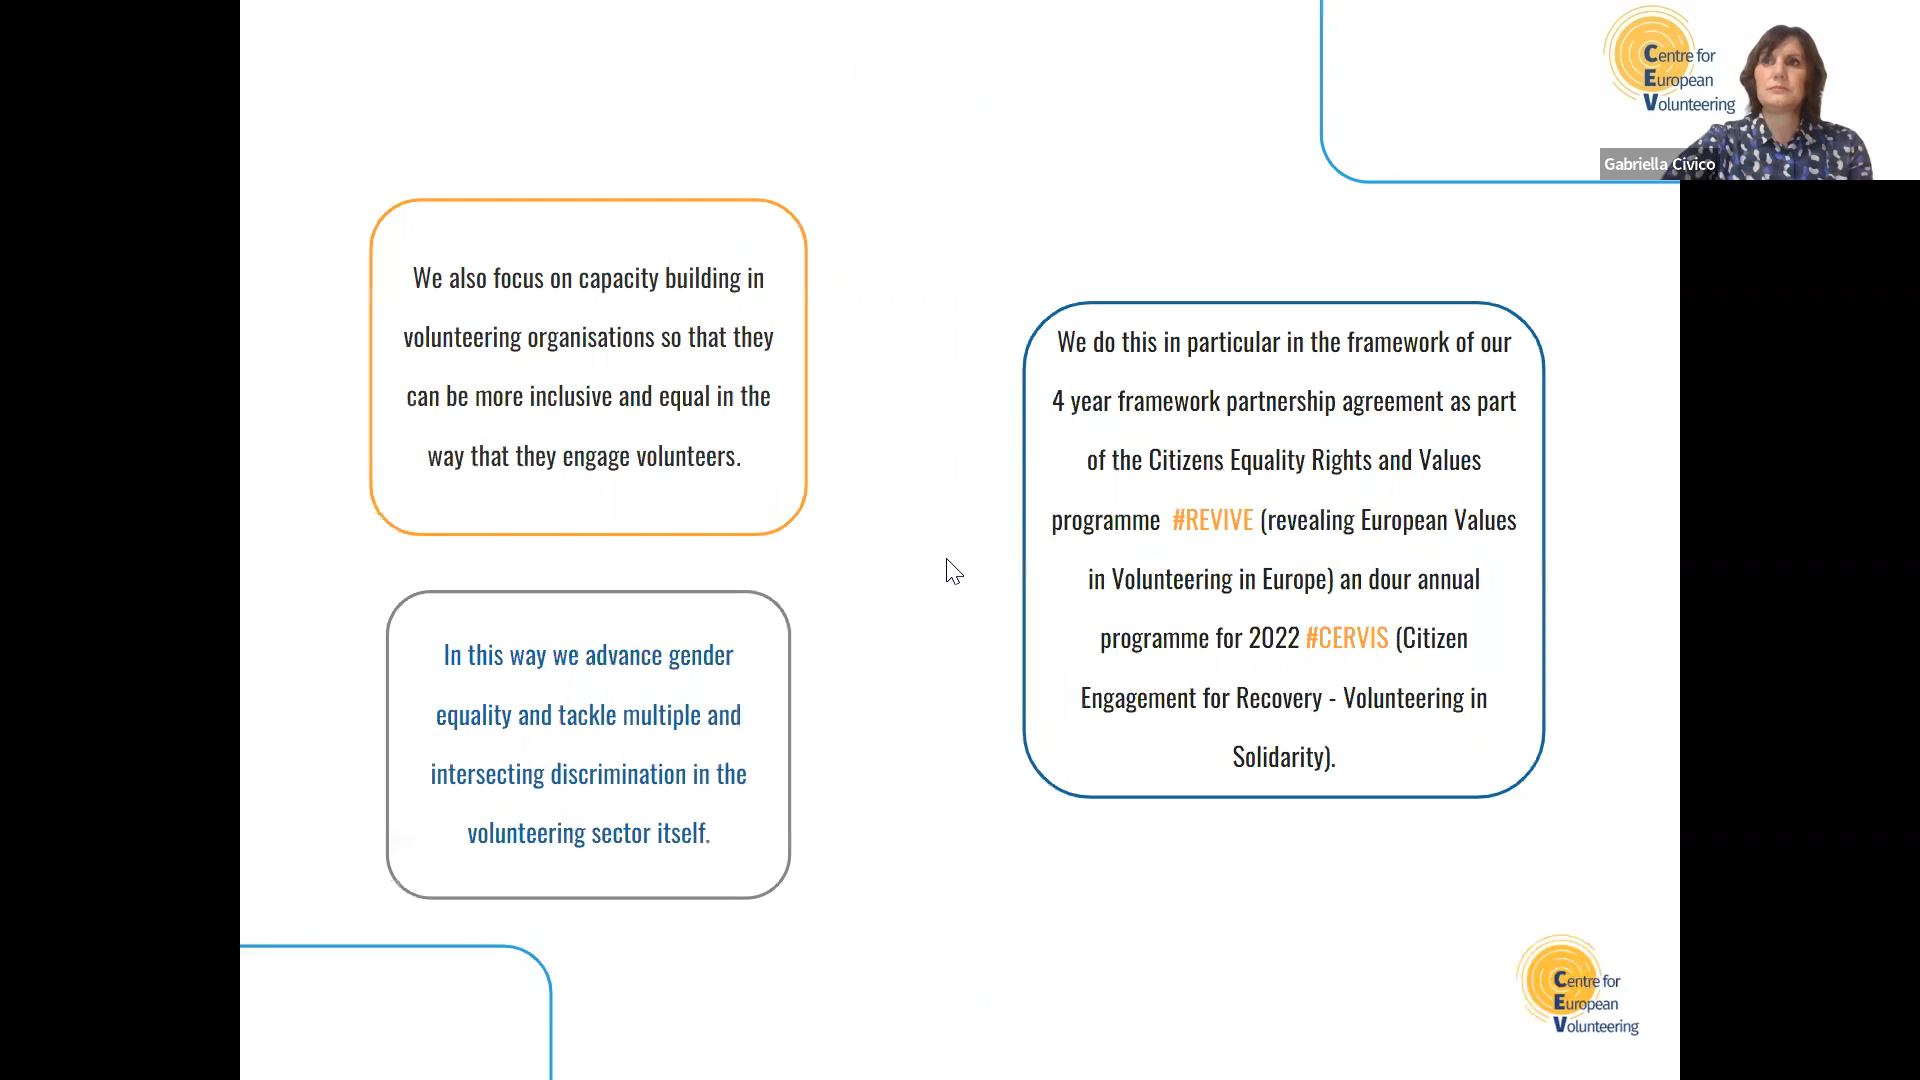 Centre for
European
Volunteering
Gabriella Civico
We also focus on capacity building in
volunteering organisations so that they
can be more inclusive and equal in the
way that they engage volunteers.
In this way we advance gender
equality and tackle multiple and
intersecting discrimination in the
volunteering sector itself.
We do this in particular in the framework of our
4 year framework partnership agreement as part
of the Citizens Equality Rights and Values
programme #REVIVE (revealing European Values
in Volunteering in Europe) an dour annual
programme for 2022 #CERVIS (Citizen
Engagement for Recovery - Volunteering in
Solidarity).
Centre for
European
Volunteering